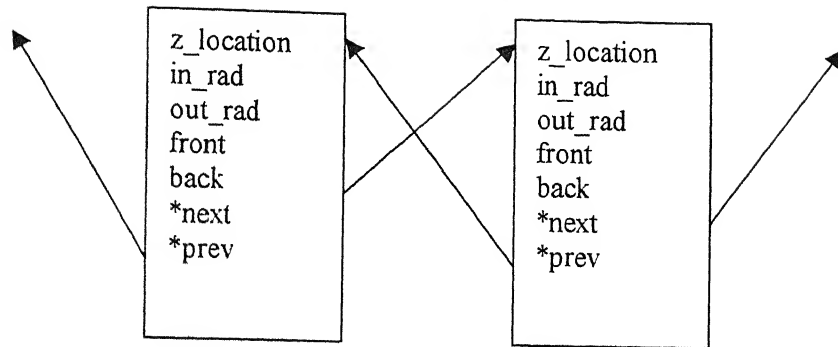 z_location
in_rad
out_rad
front
back
*next
*prev
z_location
in_rad
out_rad
front
back
*next
*prev